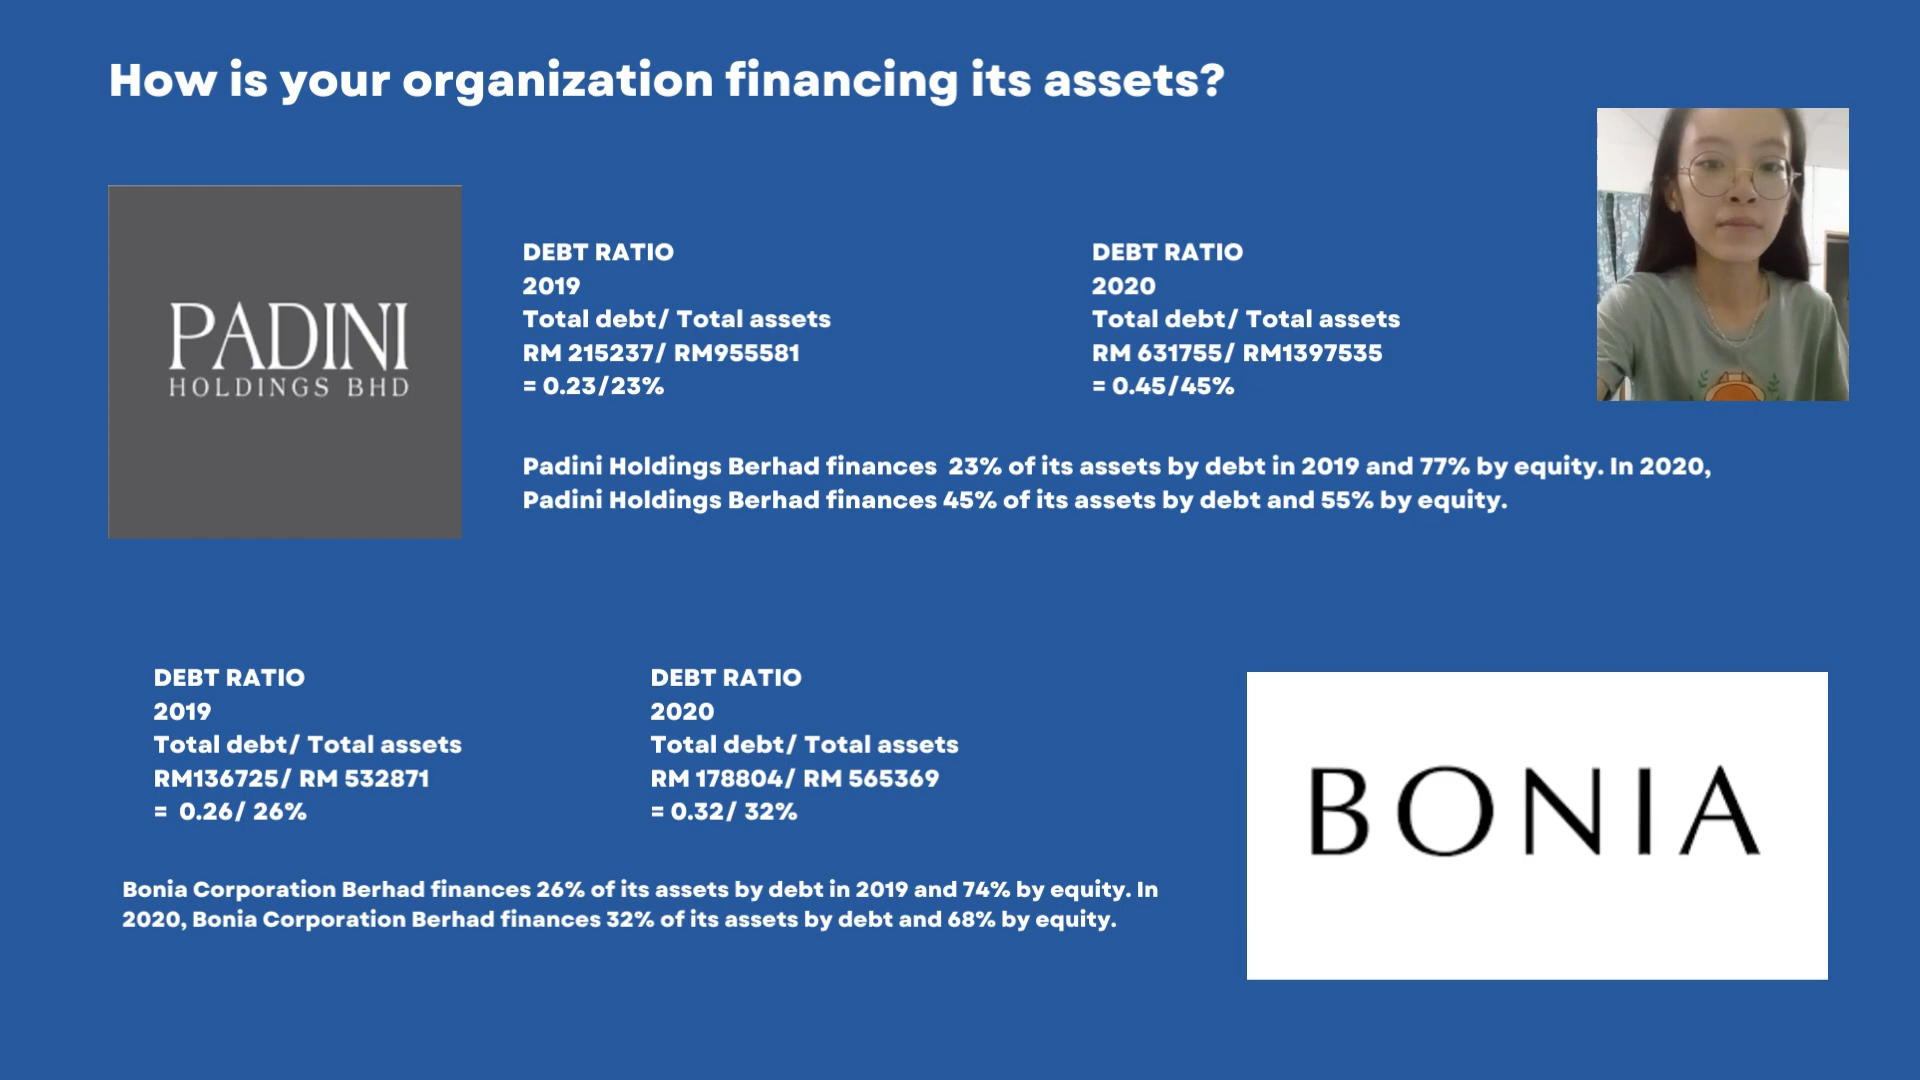 How is your organization financing its assets?
PADINI
HOLDINGS BHD
DEBT RATIO
2019
Total debt/ Total assets
RM 215237/ RM955581
= 0.23/23%
DEBT RATIO
2020
Total debt/ Total assets
RM 631755/ RM1397535
= 0.45/45%
Padini Holdings Berhad finances  23% of its assets by debt in 2019 and 77% by equity. In 2020,
Padini Holdings Berhad finances 45% of its assets by debt and 55% by equity.
DEBT RATIO
2019
Total debt/ Total assets
RM136725/ RM 532871
=  0.26/ 26%
DEBT RATIO
2020
Total debt/ Total assets
RM 178804/ RM 565369
= 0.32/ 32%
Bonia Corporation Berhad finances 26% of its assets by debt in 2019 and 74% by equity. In
2020, Bonia Corporation Berhad finances 32% of its assets by debt and 68% by equity.
BONIA